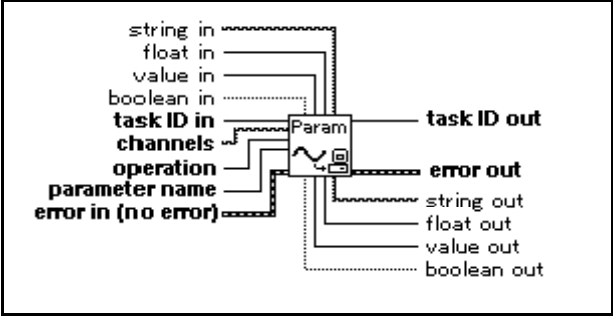 string in
float in
value in
boolean in
task ID in
channels
operation
parameter name
error in (no error)
Param
task ID out
error out
string out
float out
value out
boolean out